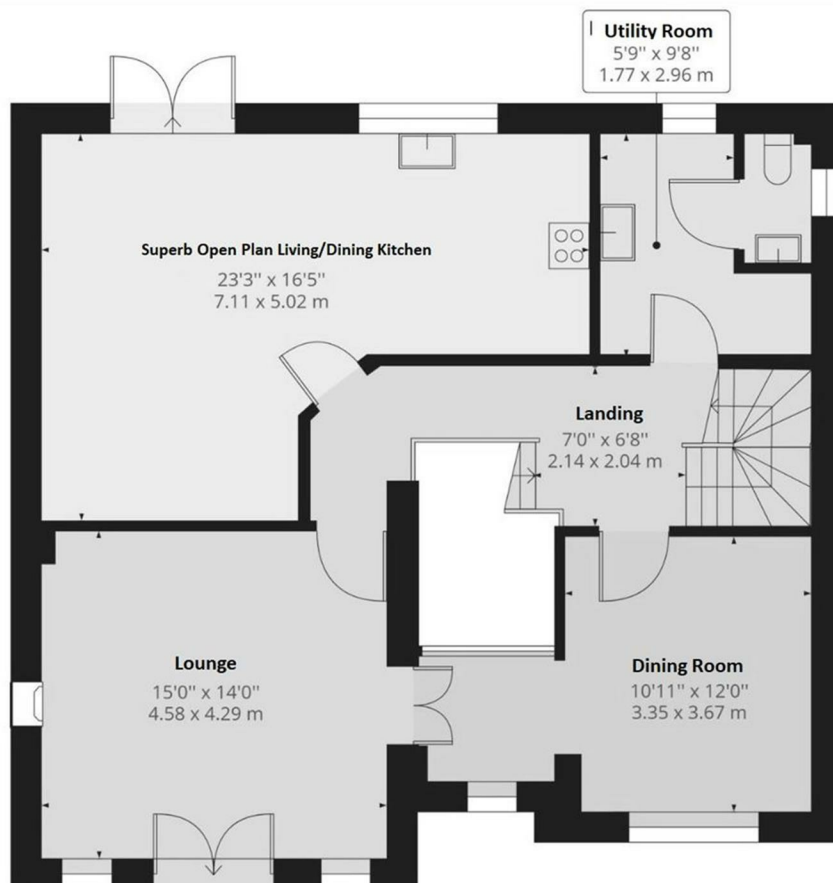 Utility Room
5'9" x 9'8"
1.77 x 2.96 m
Superb Open Plan Living/Dining Kitchen
23'3" x 16'5"
7.11 x 5.02 m
Landing
7'0" x 6'8"
2.14 x 2.04 m
Lounge
15'0" x 14'0"
4.58 x 4.29 m
Dining Room
10'11" x 12'0"
3.35 x 3.67 m